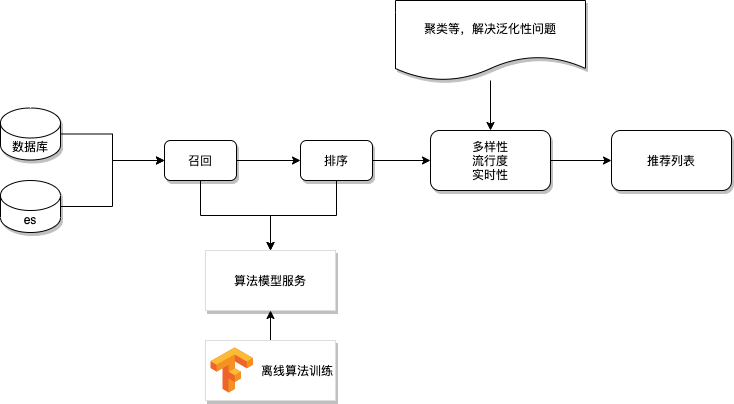 聚类等，解决泛化性问题
数据库
es
召回
排序
多样性
流行度
实时性
推荐列表
算法模型服务
离线算法训练